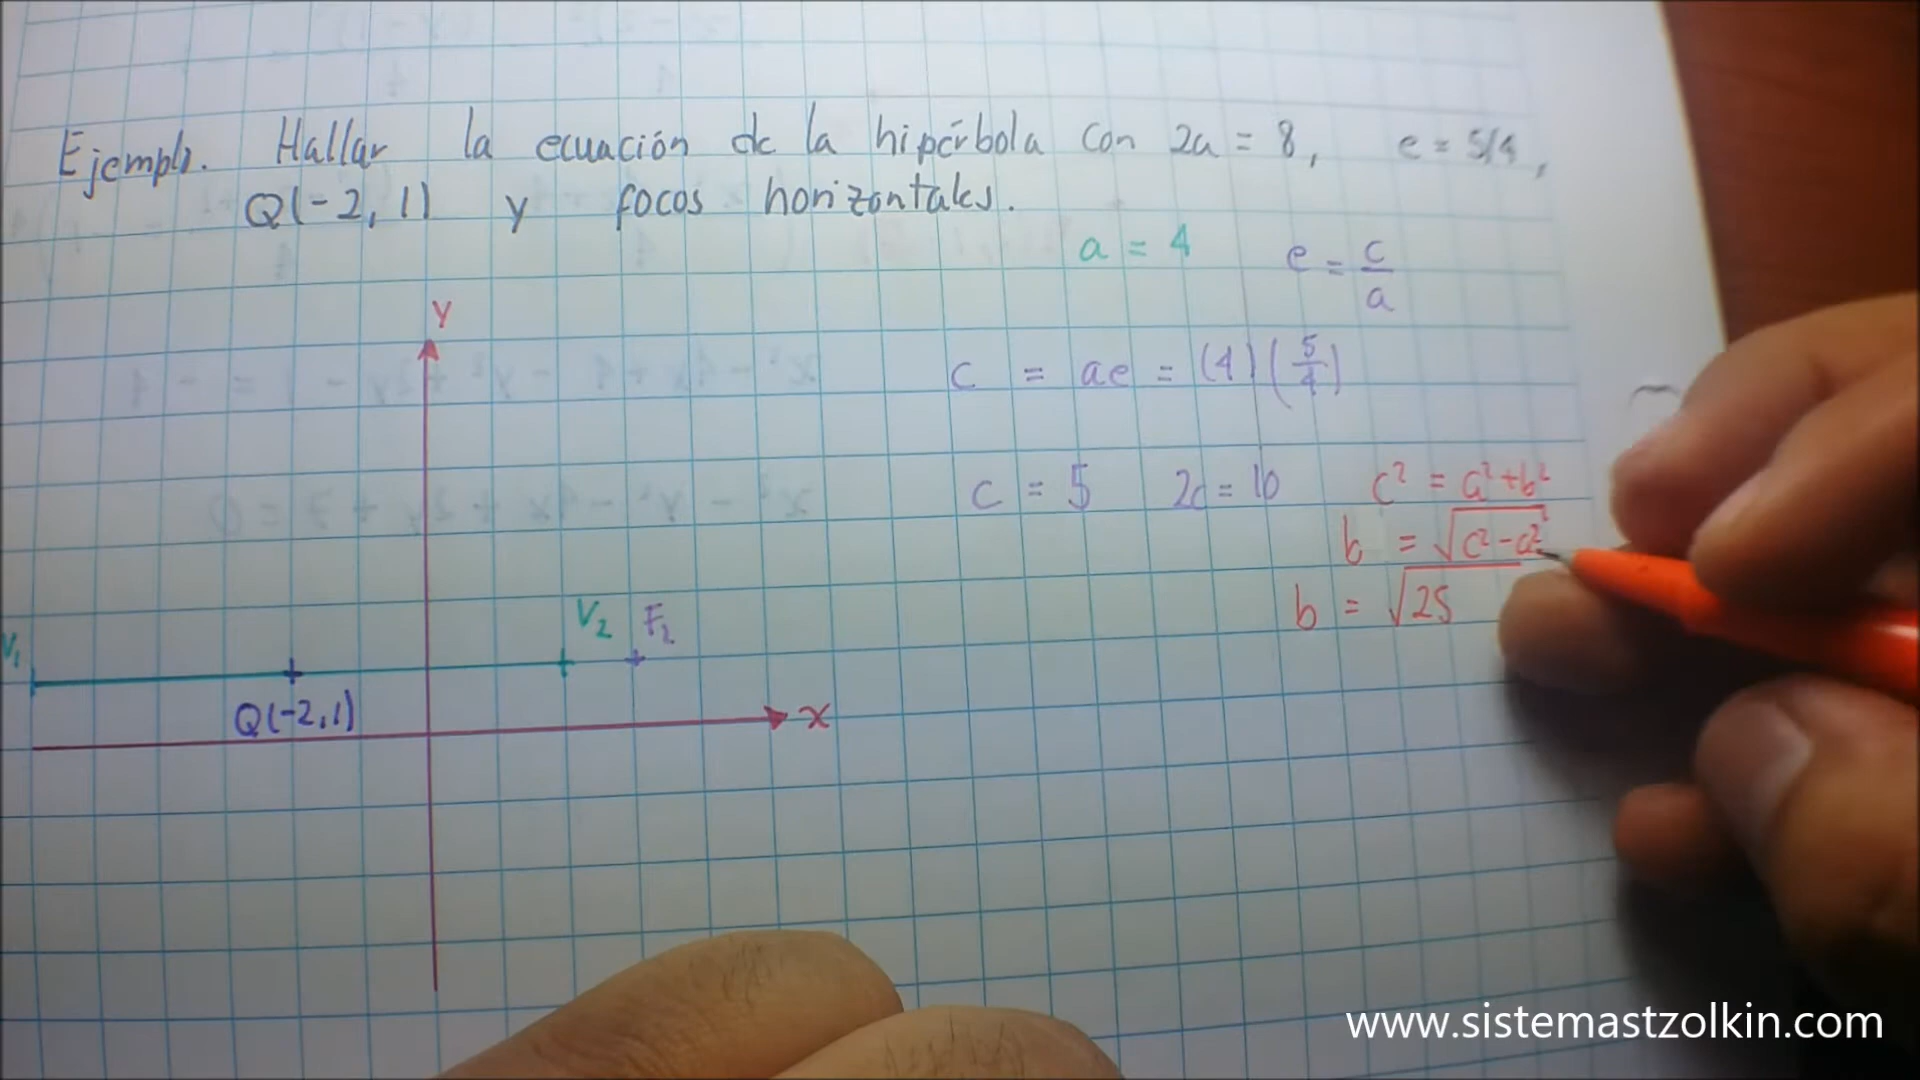 Ejemplo. Hallar la ecuación de la hipérbola con 2a = 8, e = 5/4,
Q(-2, 1) y focos horizontales.
a = 4 e = c/a
c = ae = (4)(5/4)
c = 5 2c = 10 c² = a²+b²
b = √c²-a²
b = √25
Y
V₁ V₂ F₂
Q(-2,1)
x
www.sistemastzolkin.com